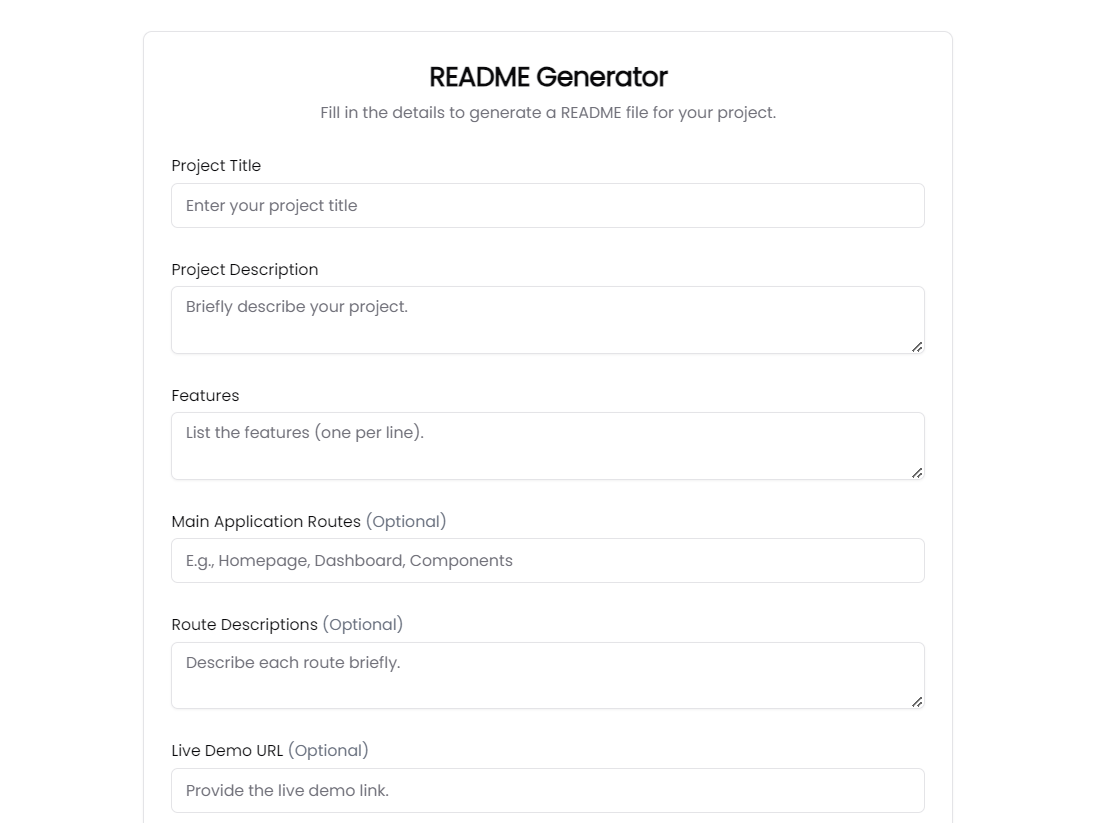 README Generator
Fill in the details to generate a README file for your project.
Project Title
Enter your project title
Project Description
Briefly describe your project.
Features
List the features (one per line).
Main Application Routes (Optional)
E.g., Homepage, Dashboard, Components
Route Descriptions (Optional)
Describe each route briefly.
Live Demo URL (Optional)
Provide the live demo link.